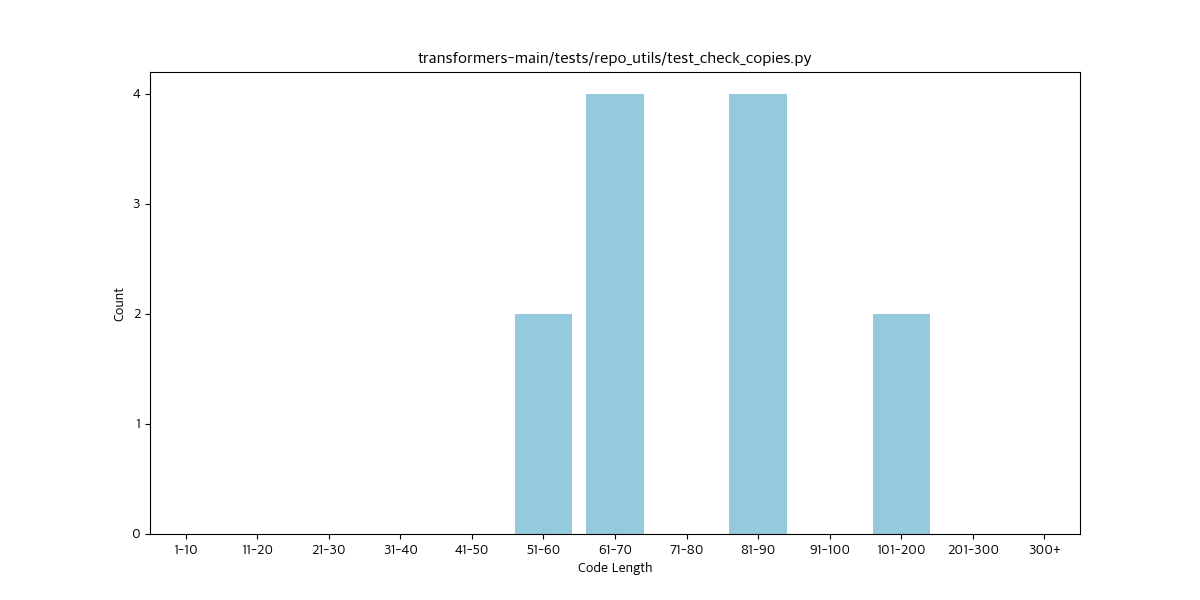 transformers-main/tests/repo_utils/test_check_copies.py
4
3
2
1
0
Count
1-10 11-20 21-30 31-40 41-50 51-60 61-70 71-80 81-90 91-100 101-200 201-300 300+
Code Length